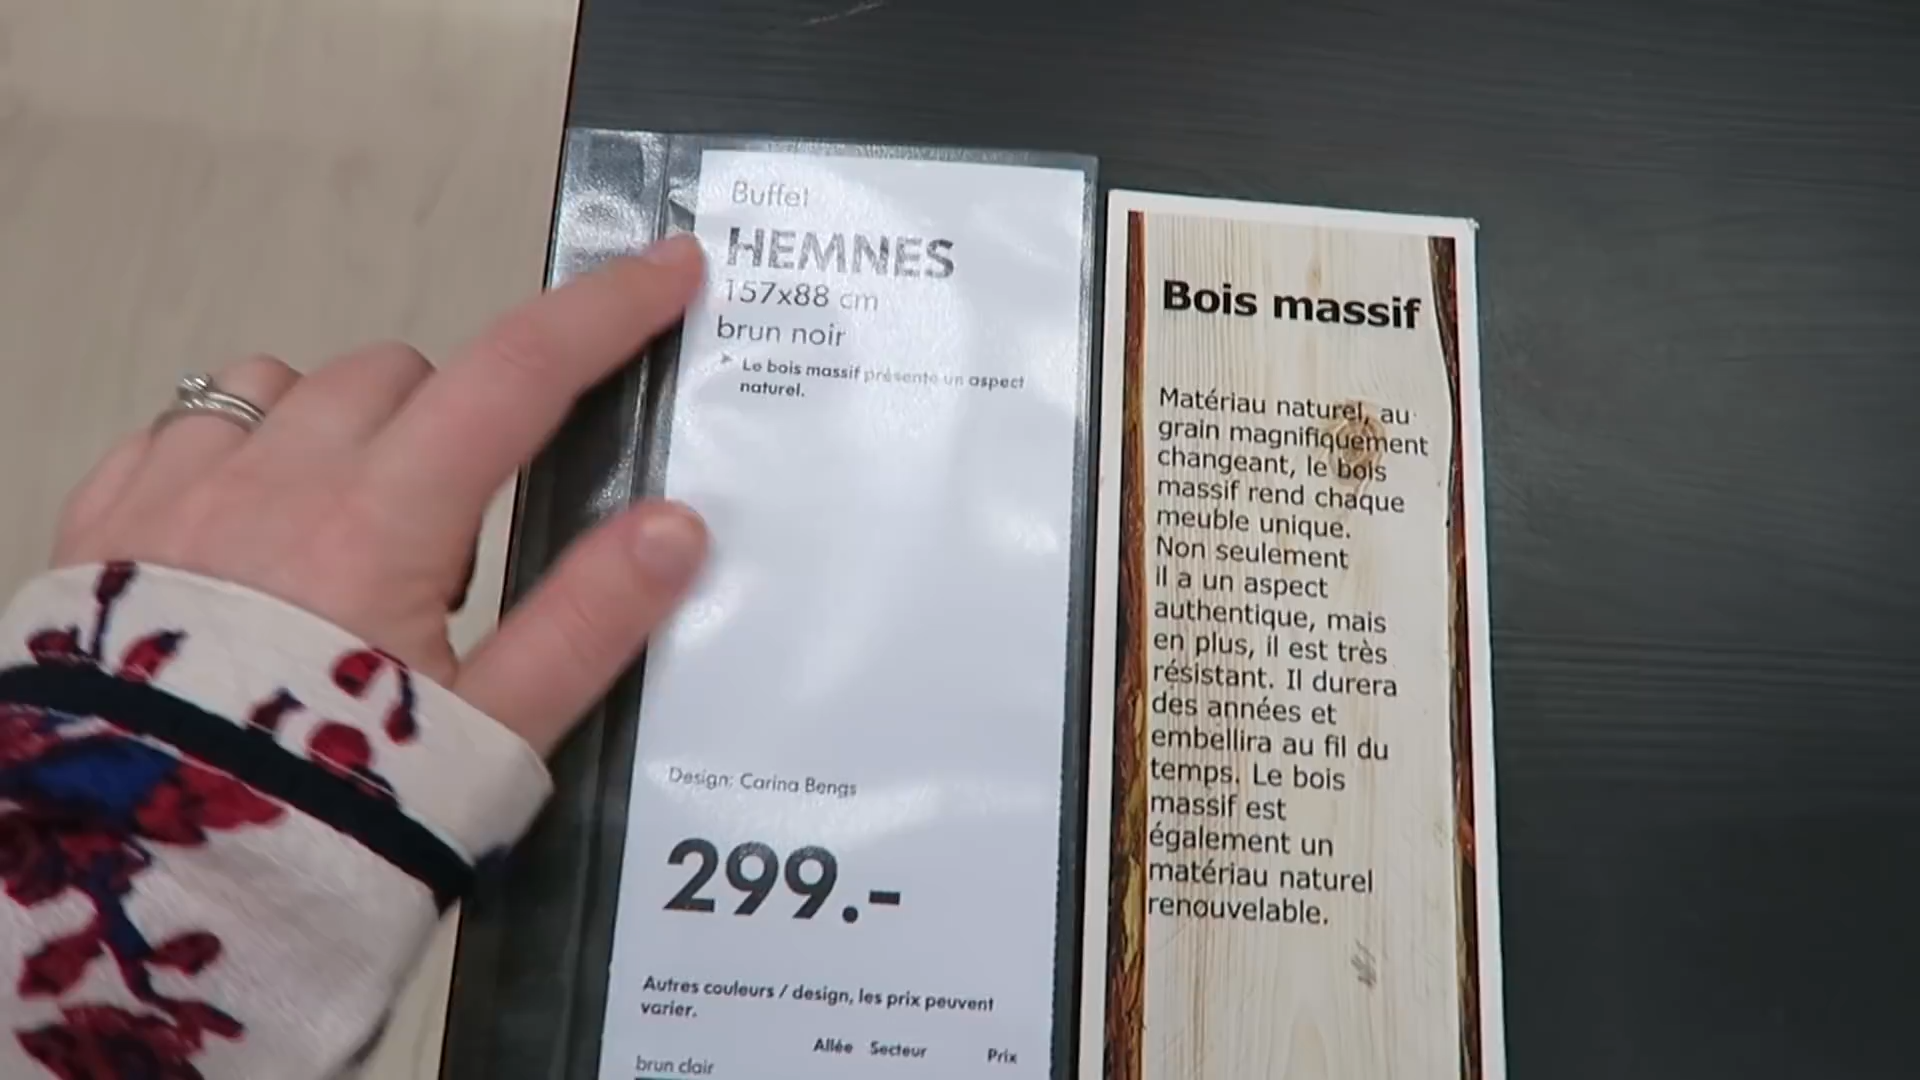 Buffet
HEMNES
157x88 cm
brun noir
➤ Le bois massif présente un aspect
naturel.
Design: Carina Bengs
299.-
Autres couleurs / design, les prix peuvent
varier.
Allée Secteur Prix
brun clair
Bois massif
Matériau naturel, au
grain magnifiquement
changeant, le bois
massif rend chaque
meuble unique.
Non seulement
il a un aspect
authentique, mais
en plus, il est très
résistant. Il durera
des années et
embellira au fil du
temps. Le bois
massif est
également un
matériau naturel
renouvelable.